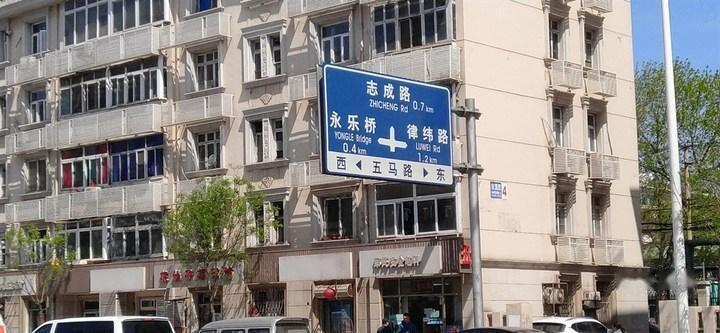 志成路
ZHICHENG Rd 0.7 km
永乐桥 律纬路
YONGLE Bridge LUWEI Rd
0.4 km 1.2 km
西 五马路 东
4